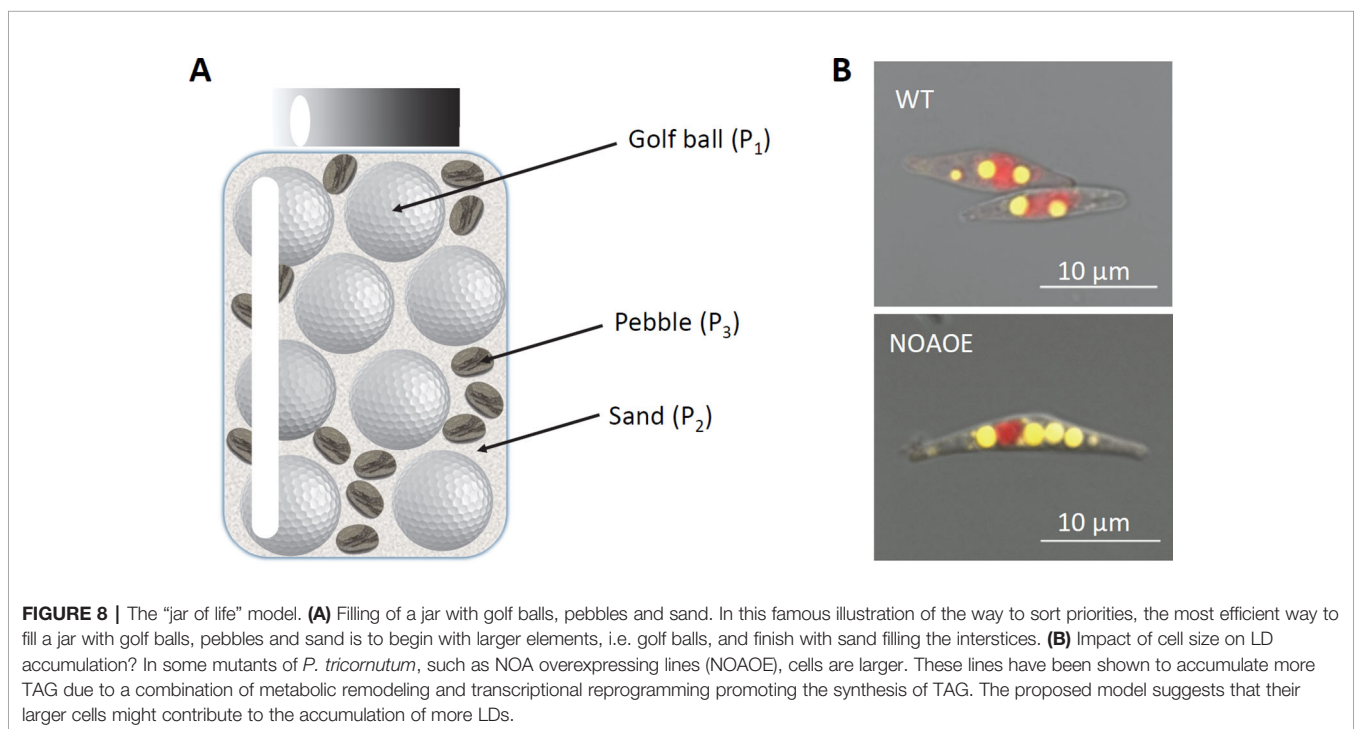 A
Golf ball (P₁)
Pebble (P₃)
Sand (P₂)
B
WT
10 µm
NOAOE
10 µm
FIGURE 8 | The “jar of life” model. (A) Filling of a jar with golf balls, pebbles and sand. In this famous illustration of the way to sort priorities, the most efficient way to
fill a jar with golf balls, pebbles and sand is to begin with larger elements, i.e. golf balls, and finish with sand filling the interstices. (B) Impact of cell size on LD
accumulation? In some mutants of P. tricornutum, such as NOA overexpressing lines (NOAOE), cells are larger. These lines have been shown to accumulate more
TAG due to a combination of metabolic remodeling and transcriptional reprogramming promoting the synthesis of TAG. The proposed model suggests that their
larger cells might contribute to the accumulation of more LDs.